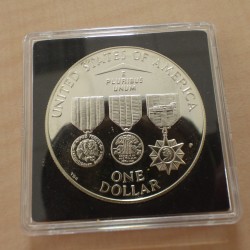 UNITED STATES OF AMERICA
E
PLURIBUS
UNUM
ONE
DOLLAR
P